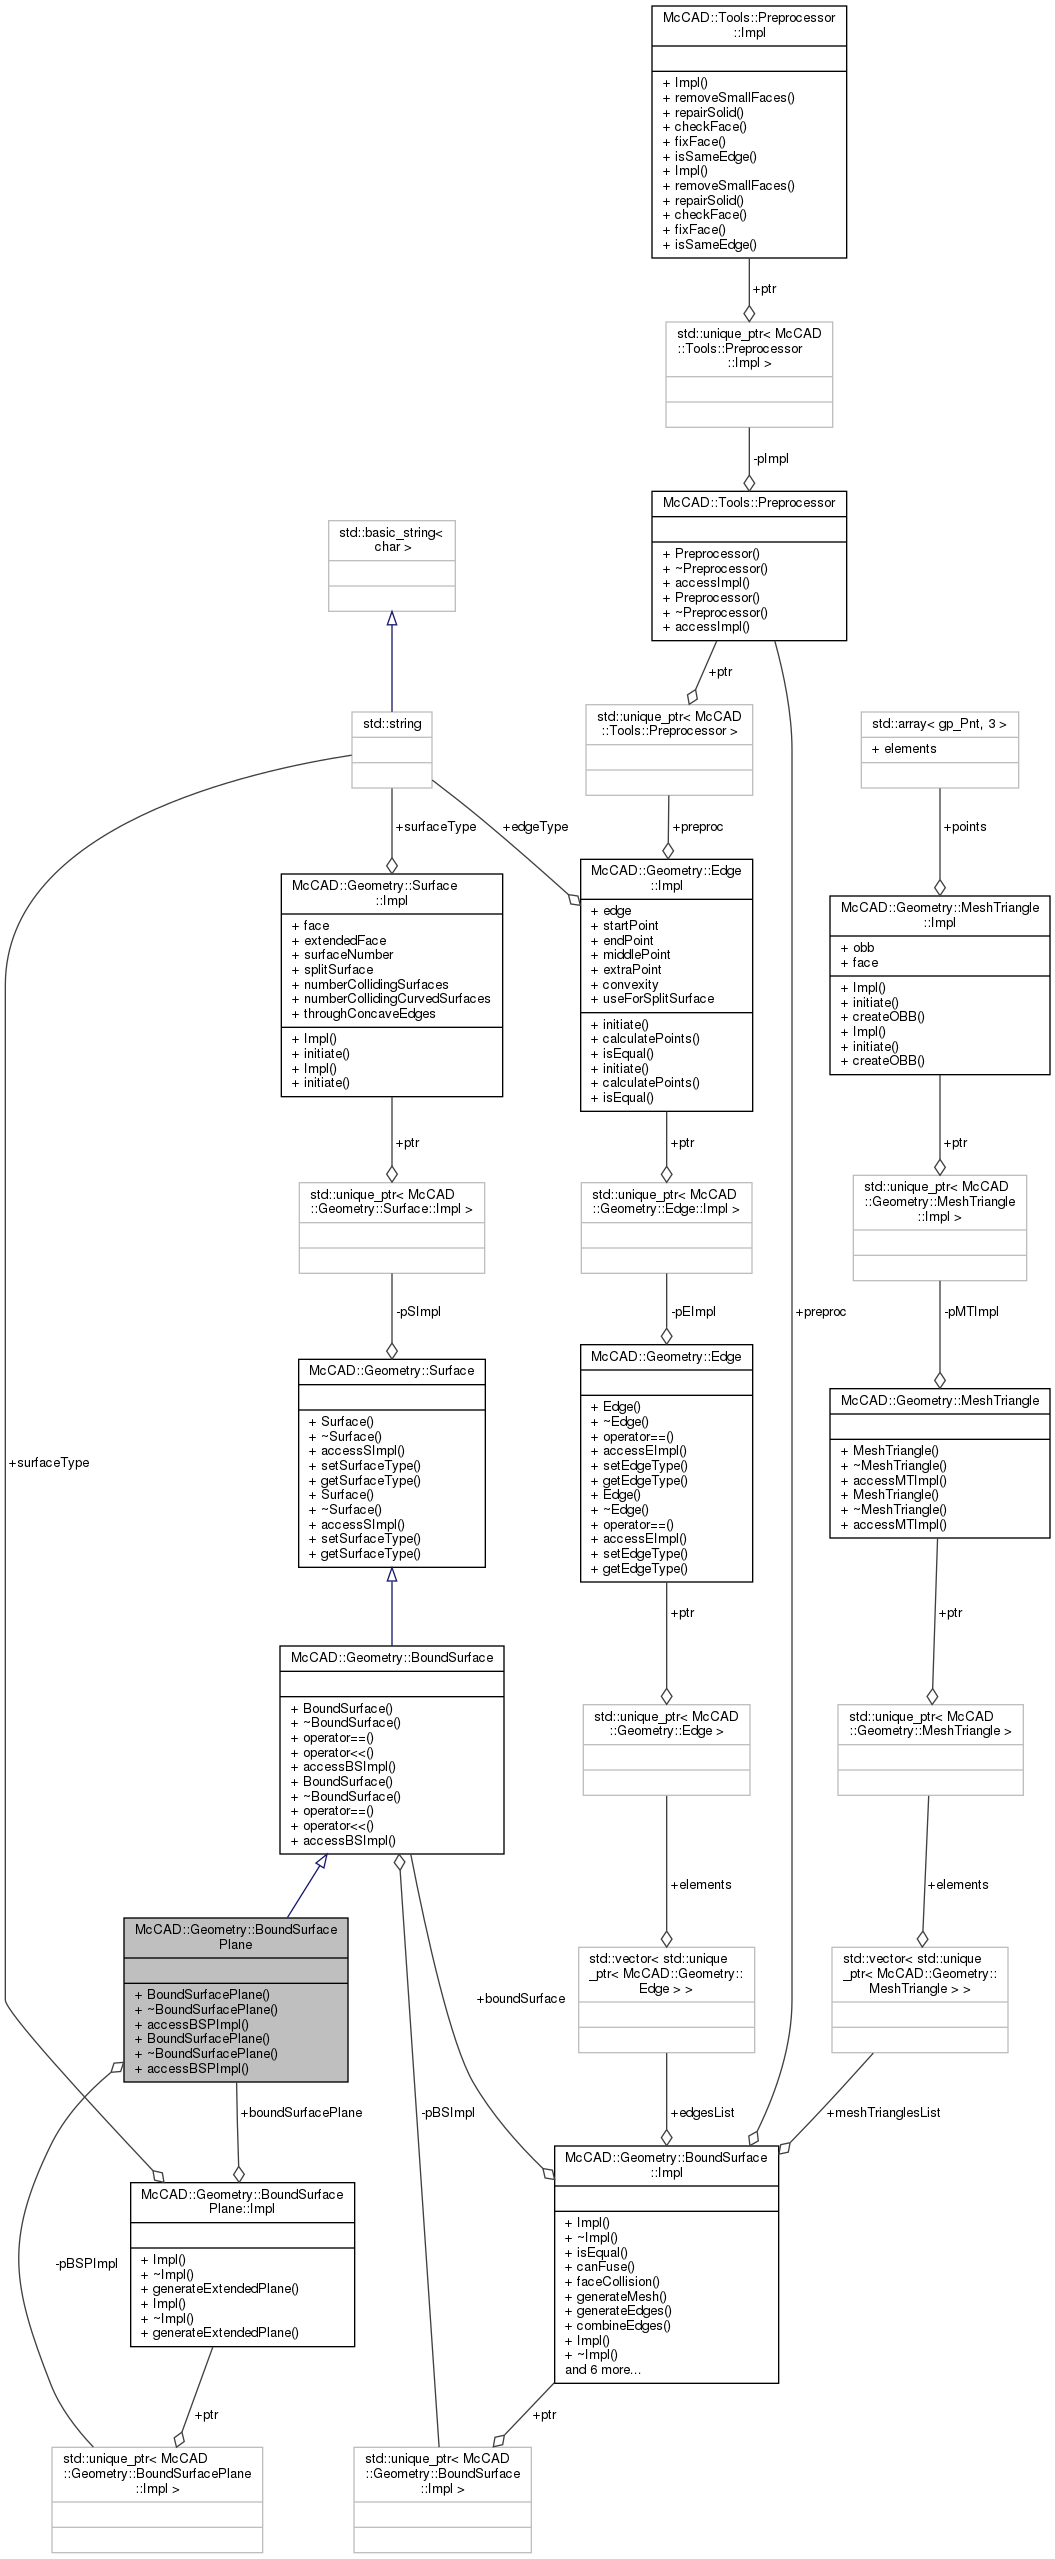 McCAD::Tools::Preprocessor
::Impl
+ Impl()
+ removeSmallFaces()
+ repairSolid()
+ checkFace()
+ fixFace()
+ isSameEdge()
+ Impl()
+ removeSmallFaces()
+ repairSolid()
+ checkFace()
+ fixFace()
+ isSameEdge()
+ptr
std::unique_ptr< McCAD
::Tools::Preprocessor
::Impl >
-pImpl
McCAD::Tools::Preprocessor
+ Preprocessor()
+ ~Preprocessor()
+ accessImpl()
+ Preprocessor()
+ ~Preprocessor()
+ accessImpl()
std::basic_string<
char >
+ptr
std::string
std::unique_ptr< McCAD
::Tools::Preprocessor >
std::array< gp_Pnt, 3 >
+ elements
+surfaceType
+edgeType
+preproc
+points
McCAD::Geometry::Surface
::Impl
+ face
+ extendedFace
+ surfaceNumber
+ splitSurface
+ numberCollidingSurfaces
+ numberCollidingCurvedSurfaces
+ throughConcaveEdges
+ Impl()
+ initiate()
+ Impl()
+ initiate()
McCAD::Geometry::Edge
::Impl
+ edge
+ startPoint
+ endPoint
+ middlePoint
+ extraPoint
+ convexity
+ useForSplitSurface
+ initiate()
+ calculatePoints()
+ isEqual()
+ initiate()
+ calculatePoints()
+ isEqual()
McCAD::Geometry::MeshTriangle
::Impl
+ obb
+ face
+ Impl()
+ initiate()
+ createOBB()
+ Impl()
+ initiate()
+ createOBB()
+ptr
+ptr
+ptr
std::unique_ptr< McCAD
::Geometry::Surface::Impl >
std::unique_ptr< McCAD
::Geometry::Edge::Impl >
std::unique_ptr< McCAD
::Geometry::MeshTriangle
::Impl >
-pSImpl
-pEImpl
+preproc
-pMTImpl
McCAD::Geometry::Surface
+ Surface()
+ ~Surface()
+ accessSImpl()
+ setSurfaceType()
+ getSurfaceType()
+ Surface()
+ ~Surface()
+ accessSImpl()
+ setSurfaceType()
+ getSurfaceType()
McCAD::Geometry::Edge
+ Edge()
+ ~Edge()
+ operator==()
+ accessEImpl()
+ setEdgeType()
+ getEdgeType()
+ Edge()
+ ~Edge()
+ operator==()
+ accessEImpl()
+ setEdgeType()
+ getEdgeType()
McCAD::Geometry::MeshTriangle
+ MeshTriangle()
+ ~MeshTriangle()
+ accessMTImpl()
+ MeshTriangle()
+ ~MeshTriangle()
+ accessMTImpl()
+surfaceType
+ptr
+ptr
McCAD::Geometry::BoundSurface
+ BoundSurface()
+ ~BoundSurface()
+ operator==()
+ operator<<()
+ accessBSImpl()
+ BoundSurface()
+ ~BoundSurface()
+ operator==()
+ operator<<()
+ accessBSImpl()
std::unique_ptr< McCAD
::Geometry::Edge >
std::unique_ptr< McCAD
::Geometry::MeshTriangle >
+elements
+elements
McCAD::Geometry::BoundSurface
Plane
+ BoundSurfacePlane()
+ ~BoundSurfacePlane()
+ accessBSPImpl()
+ BoundSurfacePlane()
+ ~BoundSurfacePlane()
+ accessBSPImpl()
+boundSurface
std::vector< std::unique
_ptr< McCAD::Geometry::
Edge > >
std::vector< std::unique
_ptr< McCAD::Geometry::
MeshTriangle > >
+boundSurfacePlane
-pBSImpl
+edgesList
+meshTrianglesList
McCAD::Geometry::BoundSurface
Plane::Impl
+ Impl()
+ ~Impl()
+ generateExtendedPlane()
+ Impl()
+ ~Impl()
+ generateExtendedPlane()
-pBSPImpl
McCAD::Geometry::BoundSurface
::Impl
+ Impl()
+ ~Impl()
+ isEqual()
+ canFuse()
+ faceCollision()
+ generateMesh()
+ generateEdges()
+ combineEdges()
+ Impl()
+ ~Impl()
and 6 more...
+ptr
+ptr
std::unique_ptr< McCAD
::Geometry::BoundSurfacePlane
::Impl >
std::unique_ptr< McCAD
::Geometry::BoundSurface
::Impl >